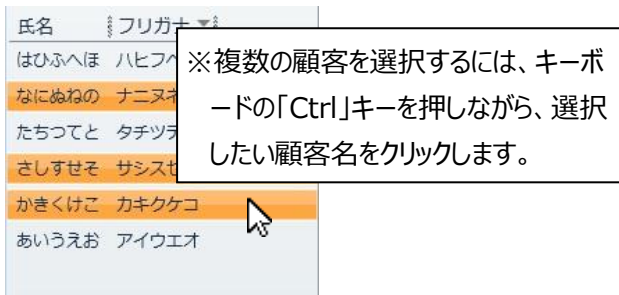 氏名 フリガナ
はひふへほ ハヒフヘ
なにぬねの ナニヌネ
たちつてと タチツテ
さしすせそ サシスセ
かきくけこ カキクケコ
あいうえお アイウエオ
※複数の顧客を選択するには、キーボ
ードの「Ctrl」キーを押しながら、選択
したい顧客名をクリックします。